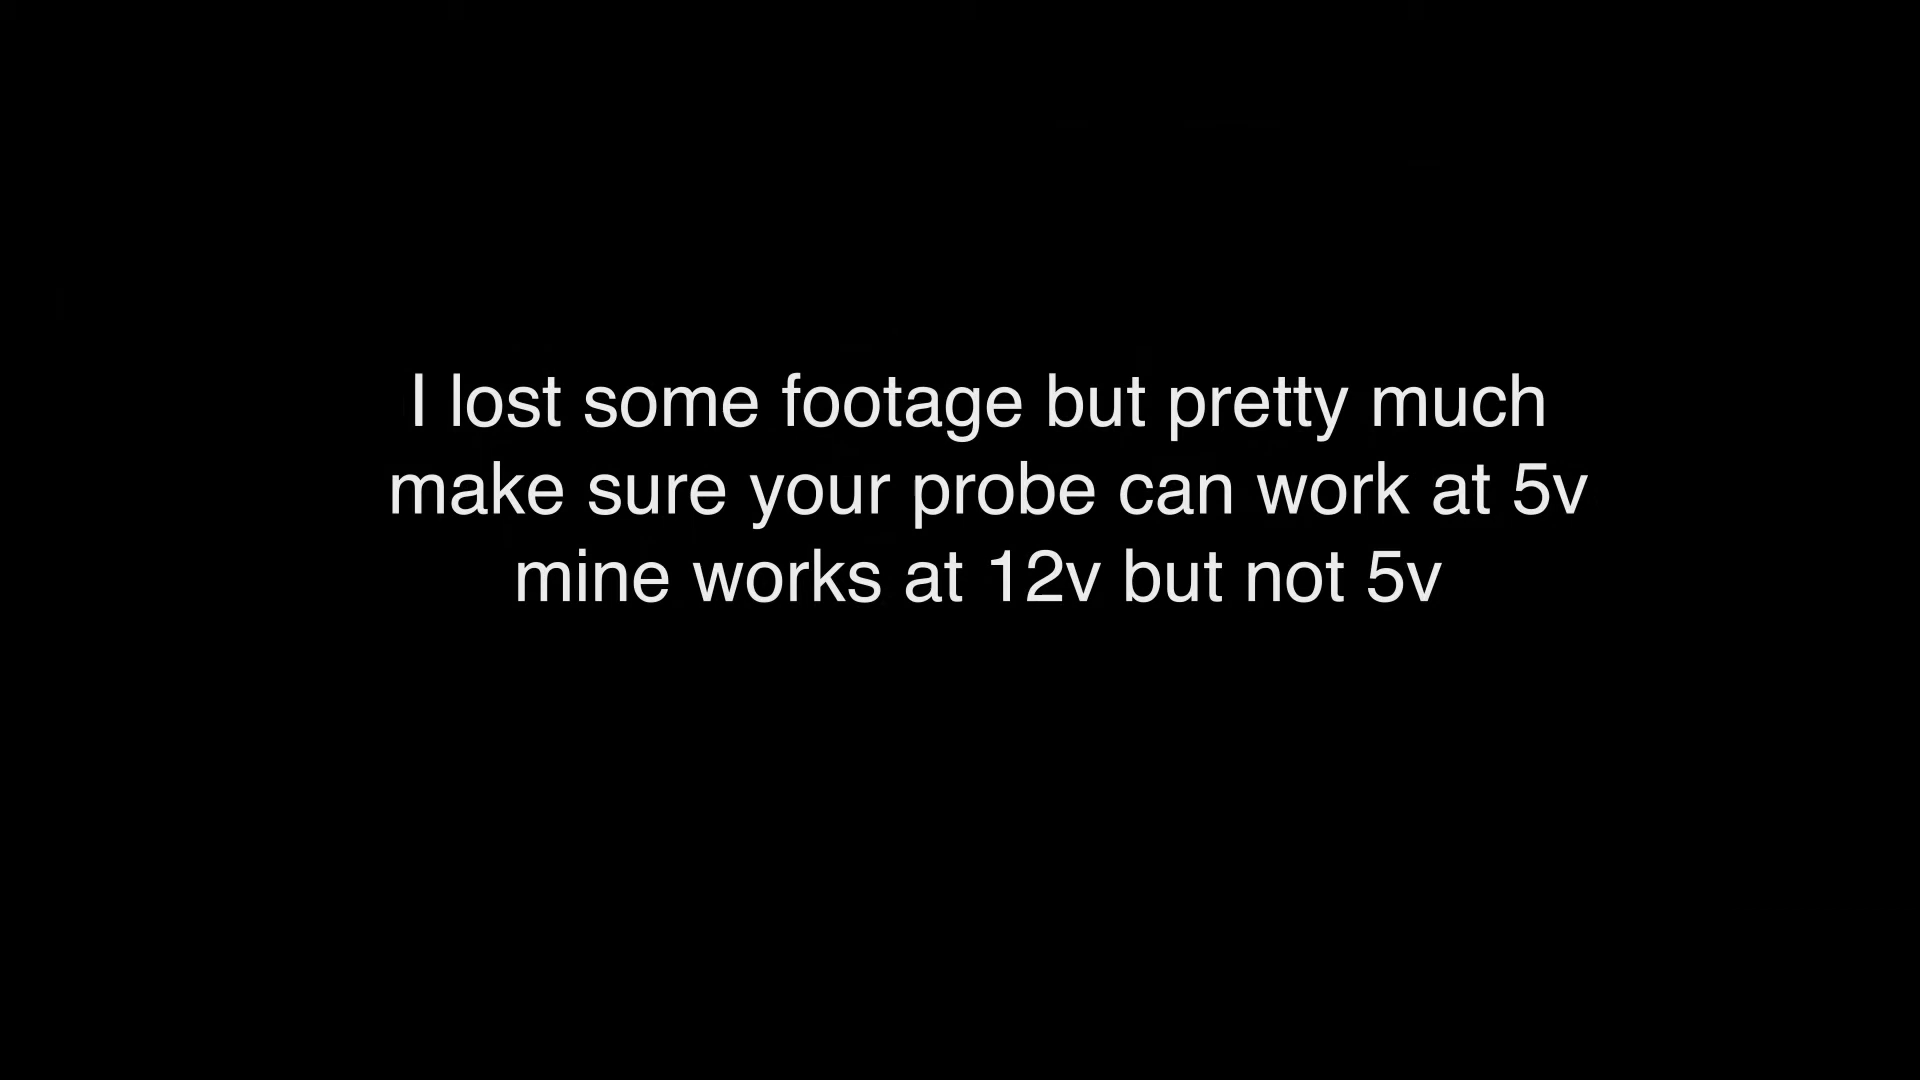 I lost some footage but pretty much
make sure your probe can work at 5v
mine works at 12v but not 5v